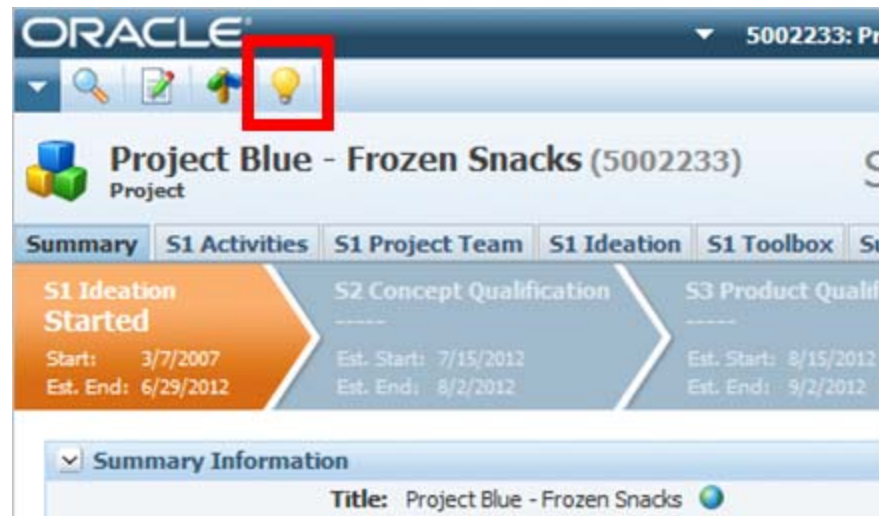 ORACLE
5002233: Pr
Project Blue - Frozen Snacks (5002233)
Project
Summary S1 Activities S1 Project Team S1 Ideation S1 Toolbox Su
S1 Ideation S2 Concept Qualification S3 Product Qualif
Started ----- -----
Start: 3/7/2007 Est. Start: 7/15/2012 Est. Start: 8/15/2012
Est. End: 6/29/2012 Est. End: 8/2/2012 Est. End: 9/2/2012
Summary Information
Title: Project Blue - Frozen Snacks